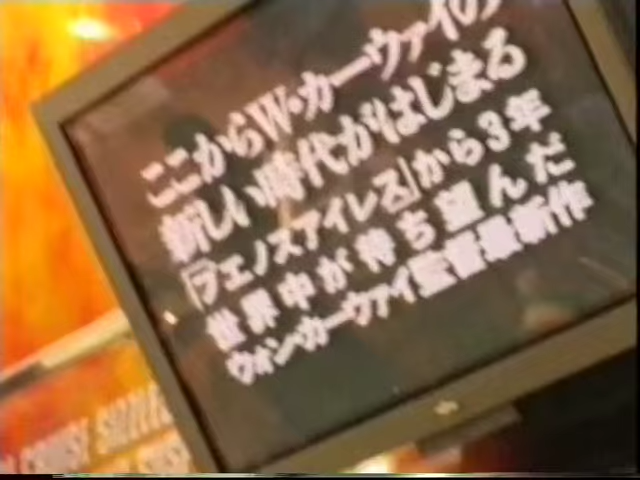 ここからW・カーウァイの
新しい時代がはじまる
「ブエノスアイレス」から3年
世界中が待ち望んだ
ウォン・カーウァイ監督最新作